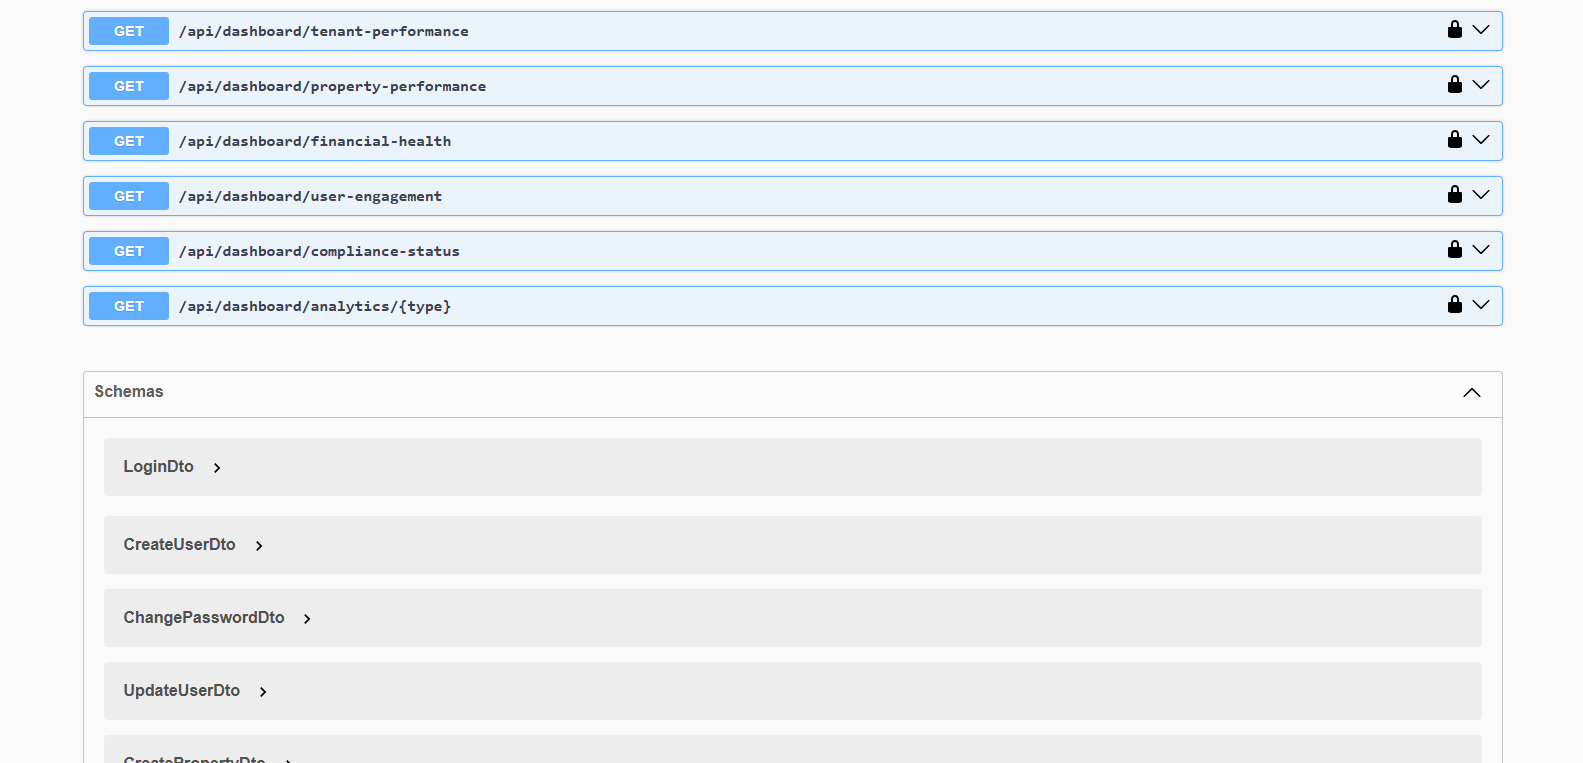 GET /api/dashboard/tenant-performance
GET /api/dashboard/property-performance
GET /api/dashboard/financial-health
GET /api/dashboard/user-engagement
GET /api/dashboard/compliance-status
GET /api/dashboard/analytics/{type}
Schemas
LoginDto
CreateUserDto
ChangePasswordDto
UpdateUserDto
CreatePropertyDto